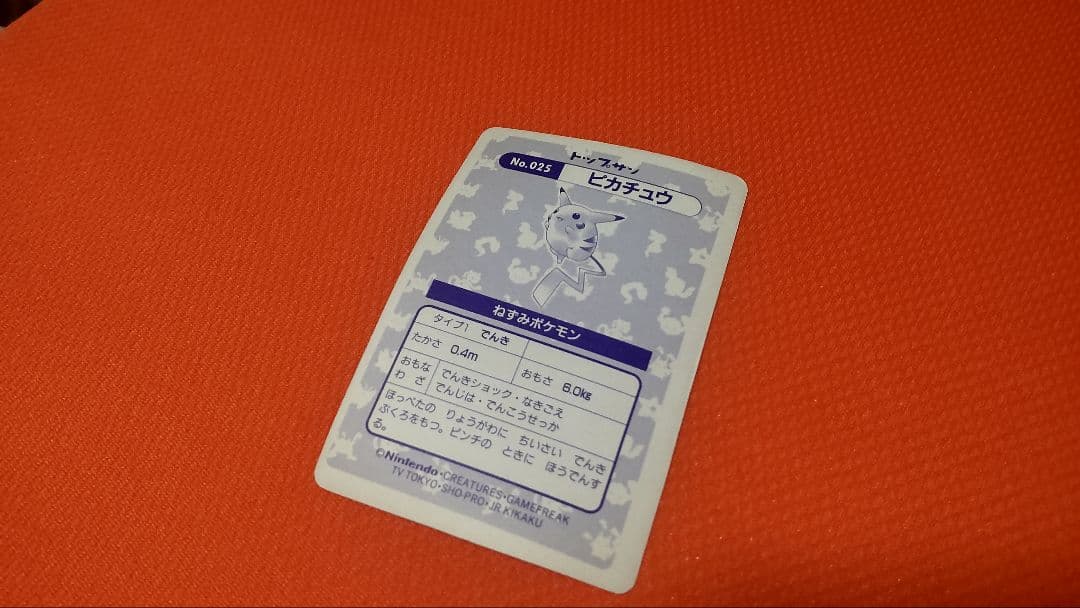 トップサン
No.025 ピカチュウ
ねずみポケモン
タイプ1 でんき
たかさ 0.4m おもさ 6.0kg
おもな わざ でんきショック・なきごえ
でんじは・でんこうせっか
ほっぺたの りょうがわに ちいさい でんき
ぶくろをもつ。ピンチの ときに ほうでんす
る。
©Nintendo・CREATURES・GAMEFREAK
TV TOKYO・SHO-PRO・JR KIKAKU